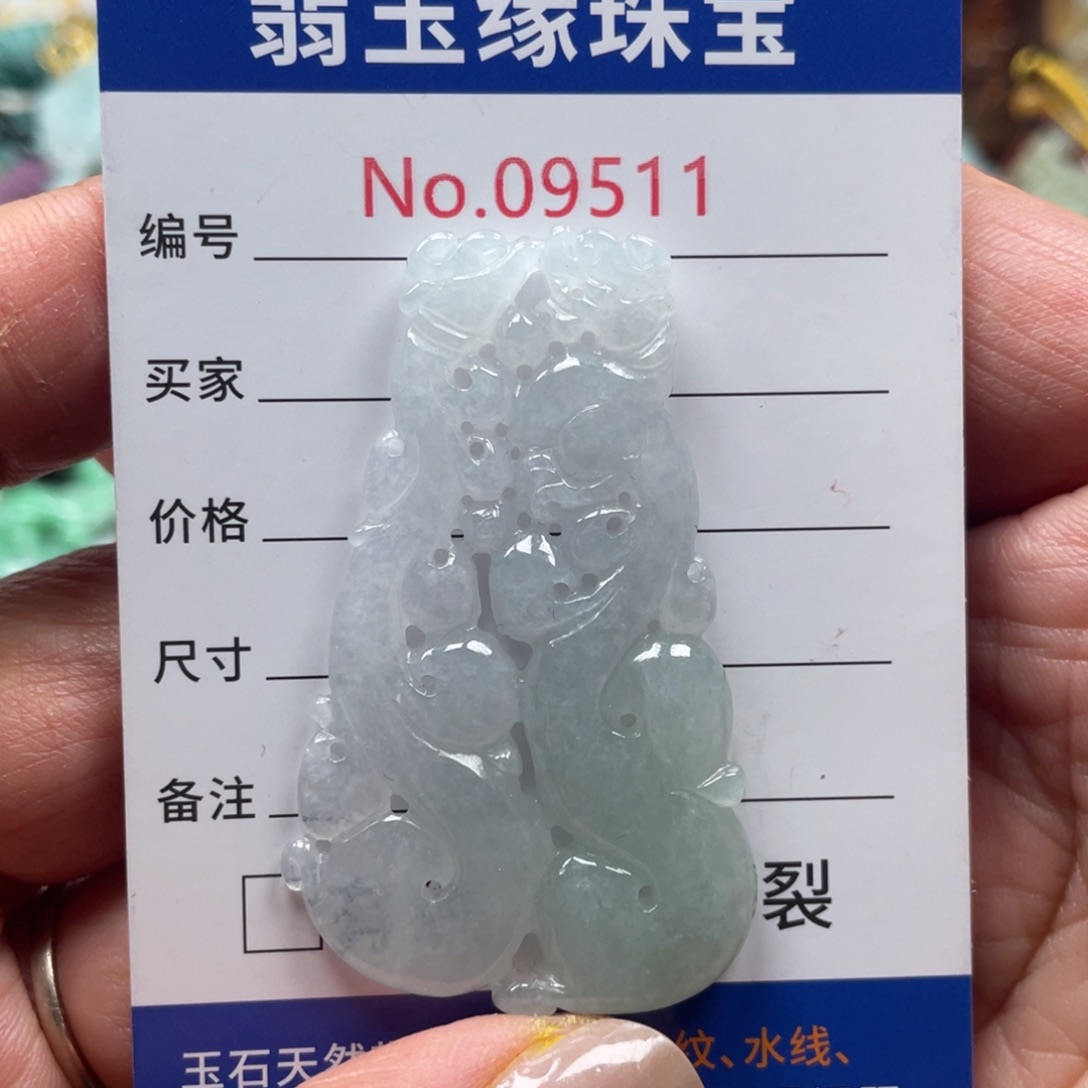 翡玉缘珠宝
No.09511
编号
买家
价格
尺寸
备注
裂
玉石天然
纹、水线、